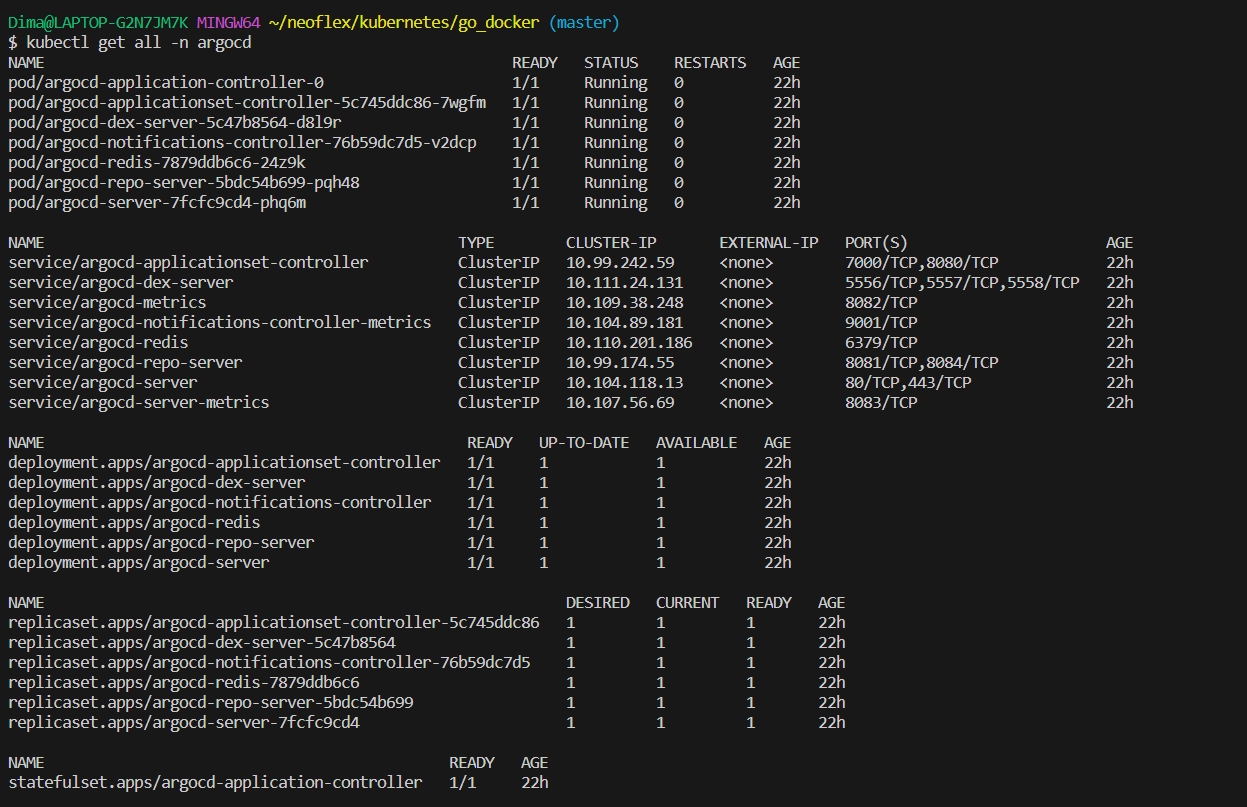 Dima@LAPTOP-G2N7JM7K MINGW64 ~/neoflex/kubernetes/go_docker (master)
$ kubectl get all -n argocd
NAME READY STATUS RESTARTS AGE
pod/argocd-application-controller-0 1/1 Running 0 22h
pod/argocd-applicationset-controller-5c745ddc86-7wgfm 1/1 Running 0 22h
pod/argocd-dex-server-5c47b8564-d8l9r 1/1 Running 0 22h
pod/argocd-notifications-controller-76b59dc7d5-v2dcp 1/1 Running 0 22h
pod/argocd-redis-7879ddb6c6-24z9k 1/1 Running 0 22h
pod/argocd-repo-server-5bdc54b699-pqh48 1/1 Running 0 22h
pod/argocd-server-7fcfc9cd4-phq6m 1/1 Running 0 22h
NAME TYPE CLUSTER-IP EXTERNAL-IP PORT(S) AGE
service/argocd-applicationset-controller ClusterIP 10.99.242.59 <none> 7000/TCP,8080/TCP 22h
service/argocd-dex-server ClusterIP 10.111.24.131 <none> 5556/TCP,5557/TCP,5558/TCP 22h
service/argocd-metrics ClusterIP 10.109.38.248 <none> 8082/TCP 22h
service/argocd-notifications-controller-metrics ClusterIP 10.104.89.181 <none> 9001/TCP 22h
service/argocd-redis ClusterIP 10.110.201.186 <none> 6379/TCP 22h
service/argocd-repo-server ClusterIP 10.99.174.55 <none> 8081/TCP,8084/TCP 22h
service/argocd-server ClusterIP 10.104.118.13 <none> 80/TCP,443/TCP 22h
service/argocd-server-metrics ClusterIP 10.107.56.69 <none> 8083/TCP 22h
NAME READY UP-TO-DATE AVAILABLE AGE
deployment.apps/argocd-applicationset-controller 1/1 1 1 22h
deployment.apps/argocd-dex-server 1/1 1 1 22h
deployment.apps/argocd-notifications-controller 1/1 1 1 22h
deployment.apps/argocd-redis 1/1 1 1 22h
deployment.apps/argocd-repo-server 1/1 1 1 22h
deployment.apps/argocd-server 1/1 1 1 22h
NAME DESIRED CURRENT READY AGE
replicaset.apps/argocd-applicationset-controller-5c745ddc86 1 1 1 22h
replicaset.apps/argocd-dex-server-5c47b8564 1 1 1 22h
replicaset.apps/argocd-notifications-controller-76b59dc7d5 1 1 1 22h
replicaset.apps/argocd-redis-7879ddb6c6 1 1 1 22h
replicaset.apps/argocd-repo-server-5bdc54b699 1 1 1 22h
replicaset.apps/argocd-server-7fcfc9cd4 1 1 1 22h
NAME READY AGE
statefulset.apps/argocd-application-controller 1/1 22h